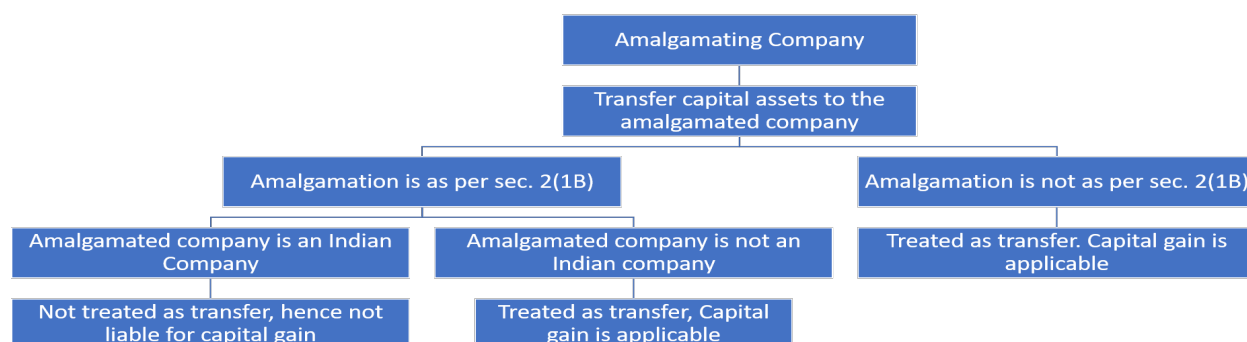 Amalgamating Company
Transfer capital assets to the
amalgamated company
Amalgamation is as per sec. 2(1B)
Amalgamation is not as per sec. 2(1B)
Amalgamated company is an Indian
Company
Amalgamated company is not an
Indian company
Treated as transfer. Capital gain is
applicable
Not treated as transfer, hence not
liable for capital gain
Treated as transfer, Capital
gain is applicable